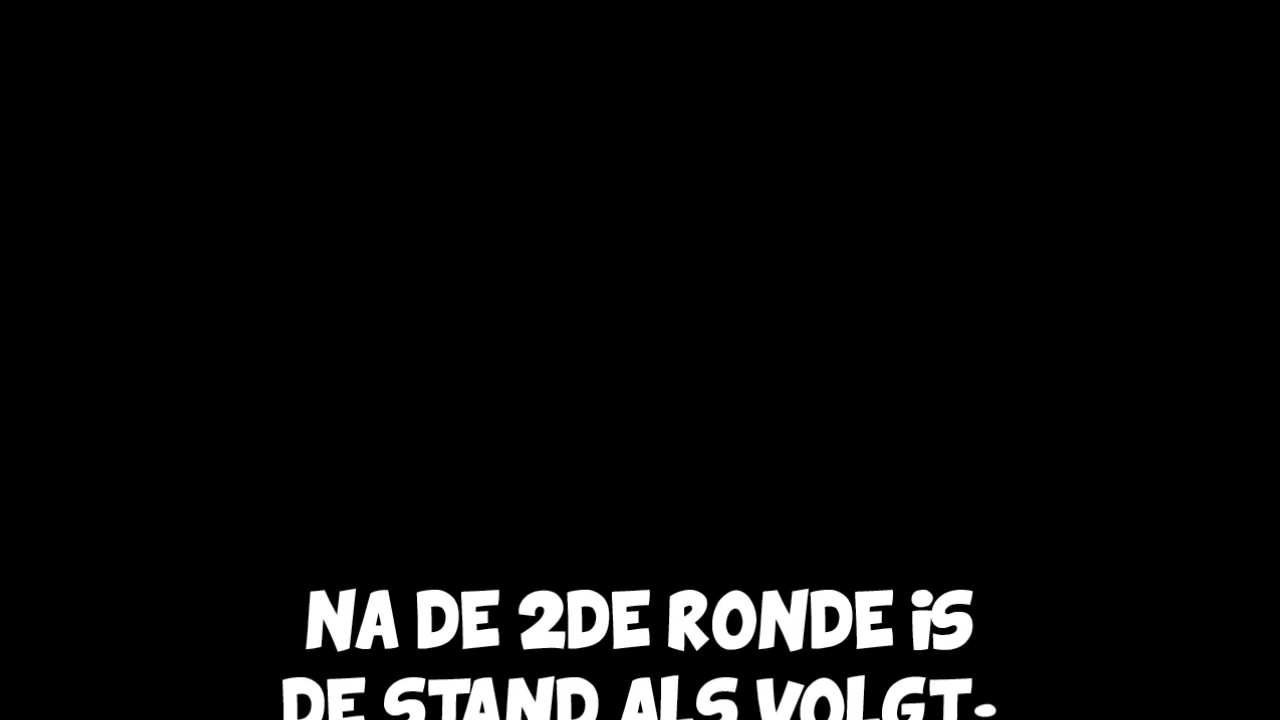 NA DE 2DE RONDE iS
DE STAND ALS VOLGT: